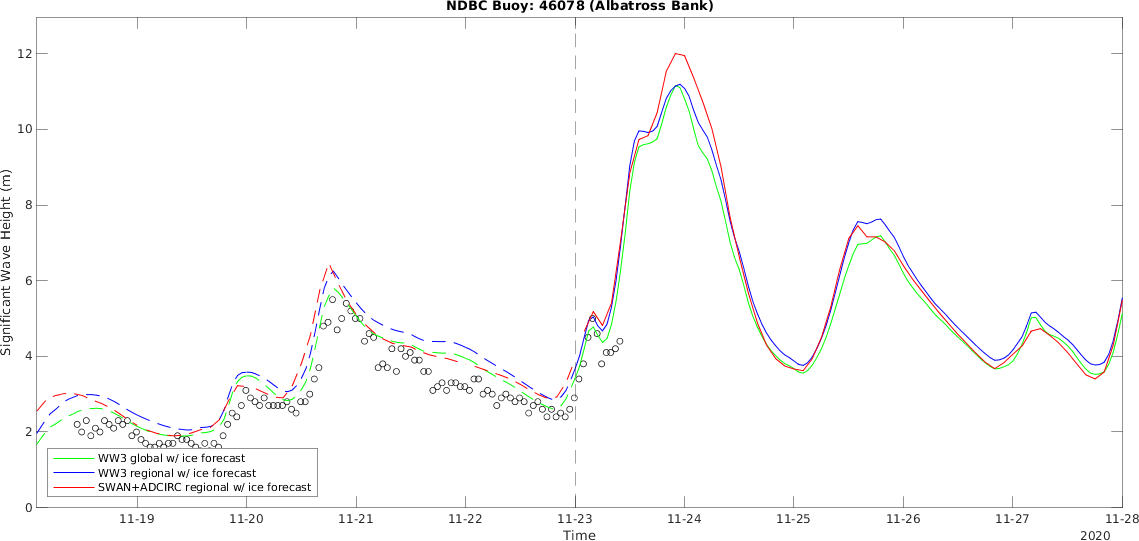 NDBC Buoy: 46078 (Albatross Bank)
Significant Wave Height (m)
12
10
8
6
4
2
0
WW3 global w/ ice forecast
WW3 regional w/ ice forecast
SWAN+ADCIRC regional w/ ice forecast
11-19 11-20 11-21 11-22 11-23 11-24 11-25 11-26 11-27 11-28
Time
2020